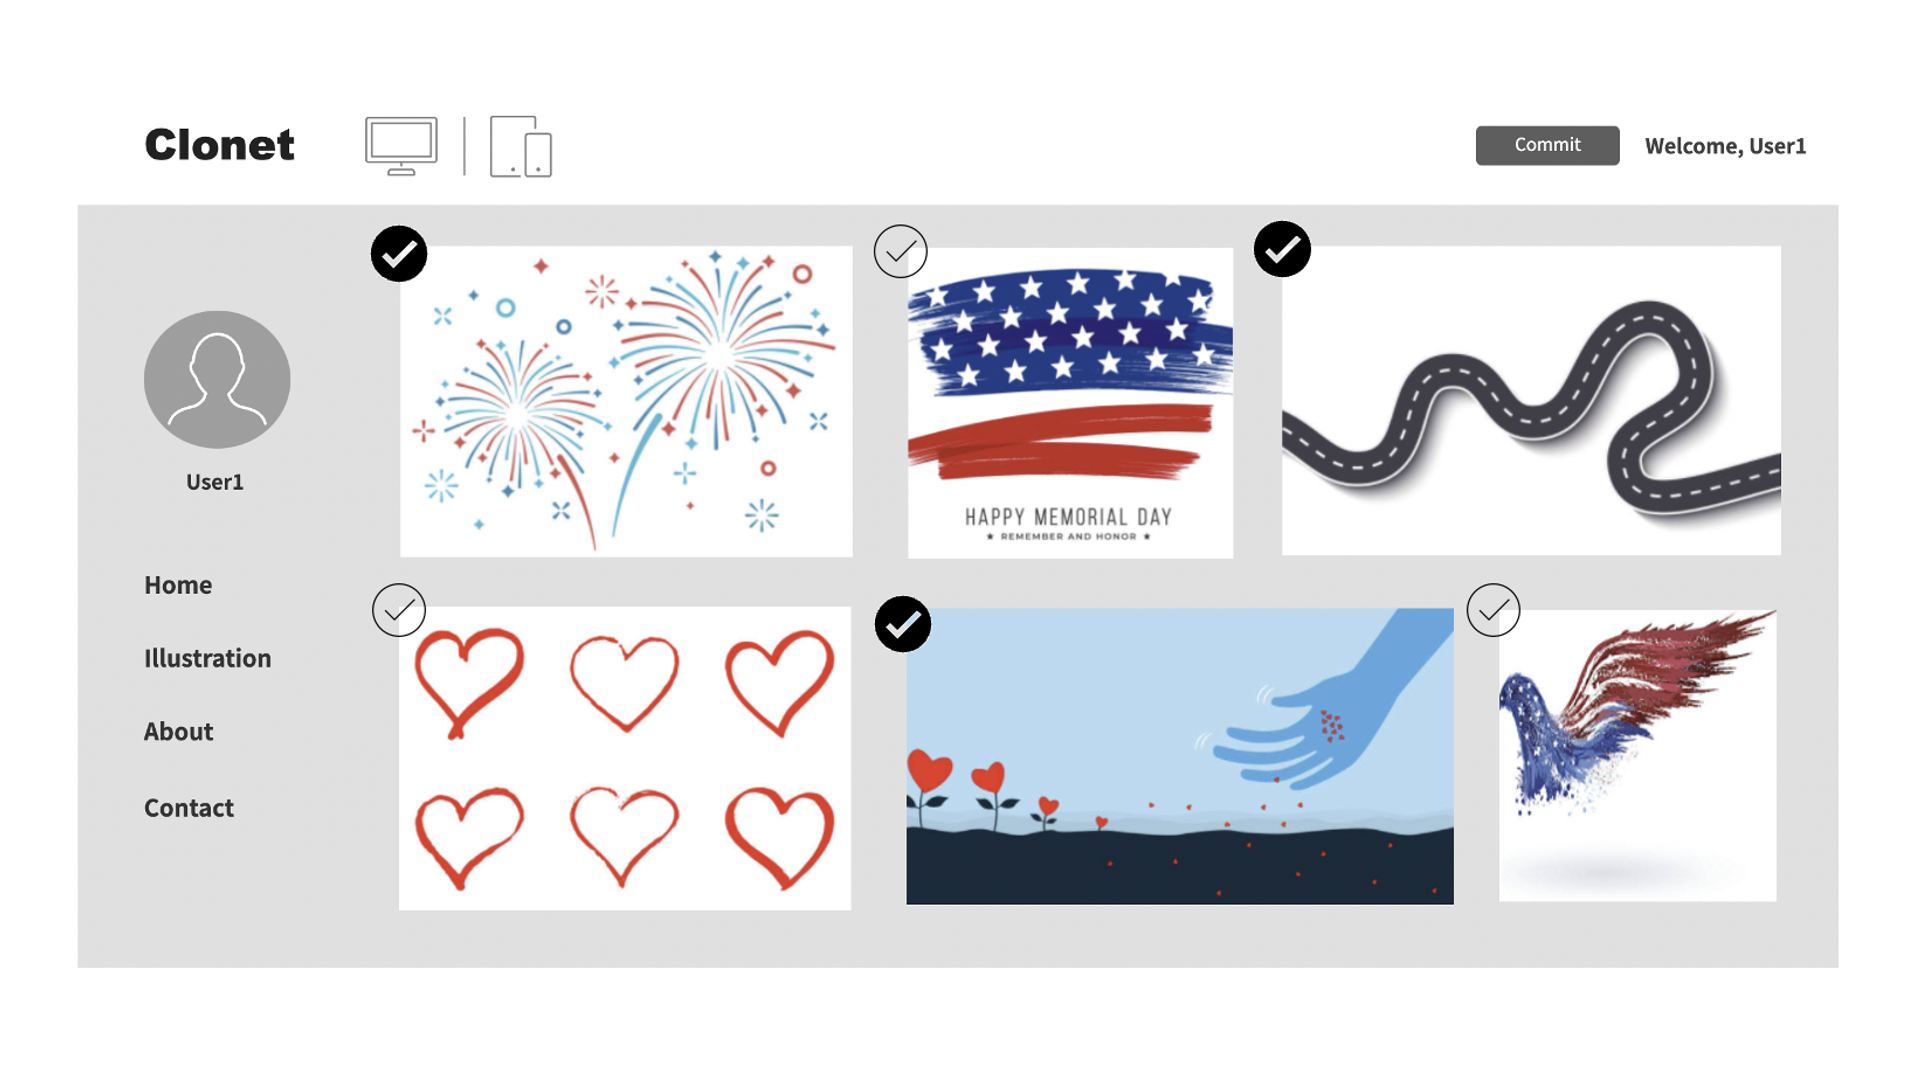 Clonet
Commit
Welcome, User1
User1
Home
Illustration
About
Contact
HAPPY MEMORIAL DAY
★ REMEMBER AND HONOR ★